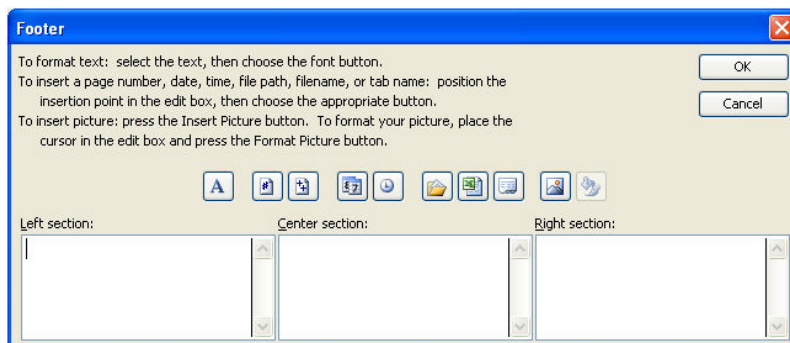 Footer
To format text: select the text, then choose the font button.
To insert a page number, date, time, file path, filename, or tab name: position the
insertion point in the edit box, then choose the appropriate button.
To insert picture: press the Insert Picture button. To format your picture, place the
cursor in the edit box and press the Format Picture button.
OK
Cancel
A
Left section:
Center section:
Right section: